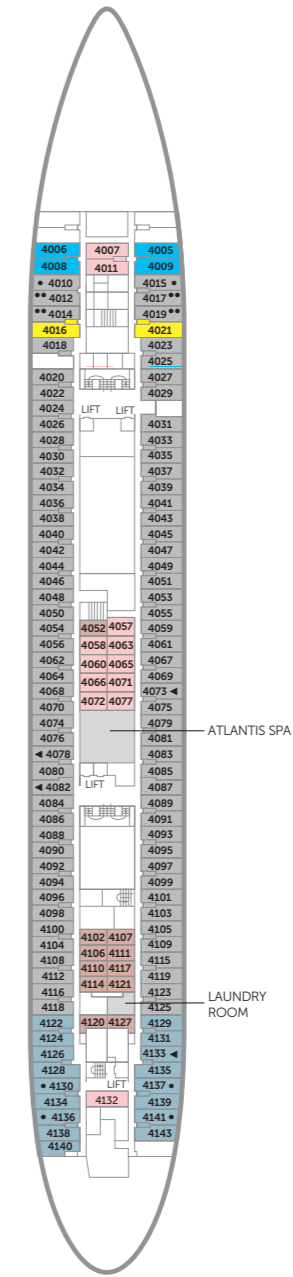 4006 4007 4005
4008 4011 4009
● 4010 4015 ●
●● 4012 4017 ●●
●● 4014 4019 ●●
4016 4021
4018 4023
4025
4020 4027
4022 4029
4024 LIFT LIFT
4026 4031
4028 4033
4030 4035
4032 4037
4034 4039
4036 4041
4038 4043
4040 4045
4042 4047
4044 4049
4046 4051
4048 4053
4050 4055
4054 4052 4057 4059
4056 4058 4063 4061
4062 4060 4065 4067
4064 4066 4071 4069
4068 4073 ◀
4070 4072 4077 4075
4074 4079
4076 4081 ATLANTIS SPA
◀ 4078 4083
4080 4085
◀ 4082 LIFT 4087
4084 4089
4086 4091
4088 4093
4090 4095
4092 4097
4094 4099
4096 4101
4098 4103
4100 4102 4107 4105
4104 4106 4111 4109
4108 4110 4117 4115
4112 4114 4121 4119
4116 4123 LAUNDRY
4118 4125 ROOM
4122 4120 4127 4129
4124 4131
4126 4133 ◀
4128 4135
● 4130 LIFT 4137 ●
4134 4132 4139
● 4136 4141 ●
4138 4143
4140